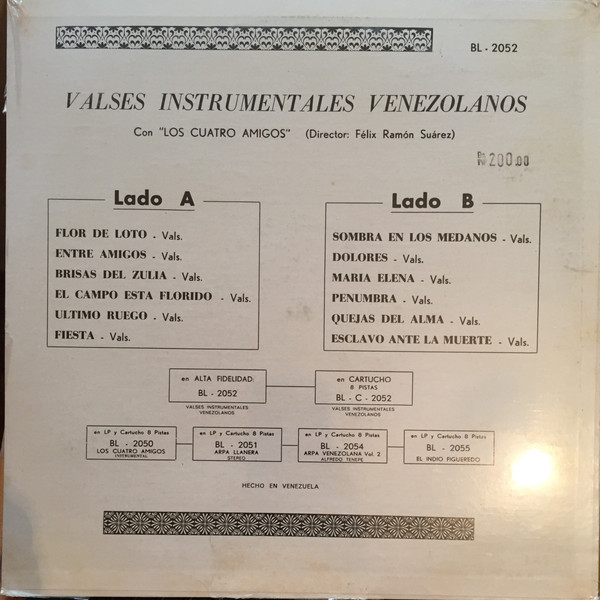 BL - 2052
VALSES INSTRUMENTALES VENEZOLANOS
Con "LOS CUATRO AMIGOS" (Director: Félix Ramón Suárez)
200.00
Lado A
FLOR DE LOTO - Vals.
ENTRE AMIGOS - Vals.
BRISAS DEL ZULIA - Vals.
EL CAMPO ESTA FLORIDO - Vals.
ULTIMO RUEGO - Vals.
FIESTA - Vals.
Lado B
SOMBRA EN LOS MEDANOS - Vals.
DOLORES - Vals.
MARIA ELENA - Vals.
PENUMBRA - Vals.
QUEJAS DEL ALMA - Vals.
ESCLAVO ANTE LA MUERTE - Vals.
en ALTA FIDELIDAD:
BL - 2052
VALSES INSTRUMENTALES
VENEZOLANOS
en CARTUCHO
8 PISTAS
BL - C - 2052
VALSES INSTRUMENTALES
VENEZOLANOS
en LP y Cartucho 8 Pistas
BL - 2050
LOS CUATRO AMIGOS
INSTRUMENTAL
en LP y Cartucho 8 Pistas
BL - 2051
ARPA LLANERA
STEREO
en LP y Cartucho 8 Pistas
BL - 2054
ARPA VENEZOLANA Vol. 2
ALFREDO TENEPE
en LP y Cartucho 8 Pistas
BL - 2055
EL INDIO FIGUEREDO
HECHO EN VENEZUELA